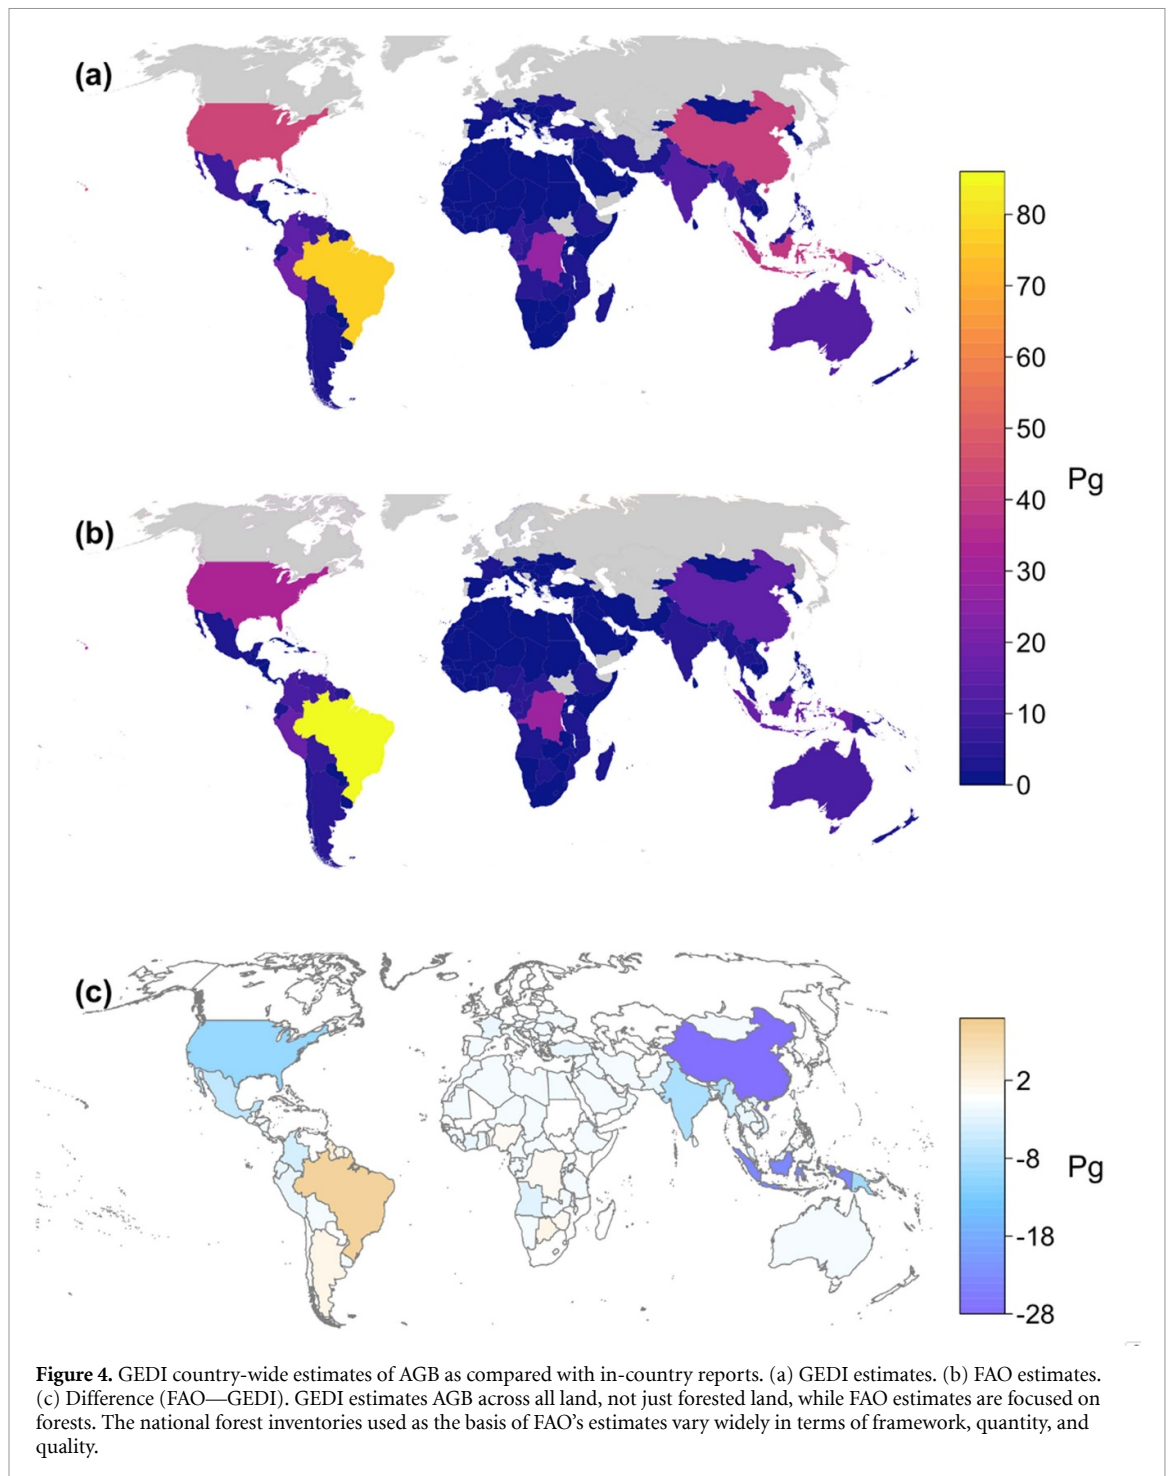 (a)
80
70
60
50
40
30
20
10
0
Pg
(b)
(c)
2
-8
-18
-28
Pg
Figure 4. GEDI country-wide estimates of AGB as compared with in-country reports. (a) GEDI estimates. (b) FAO estimates.
(c) Difference (FAO—GEDI). GEDI estimates AGB across all land, not just forested land, while FAO estimates are focused on
forests. The national forest inventories used as the basis of FAO's estimates vary widely in terms of framework, quantity, and
quality.